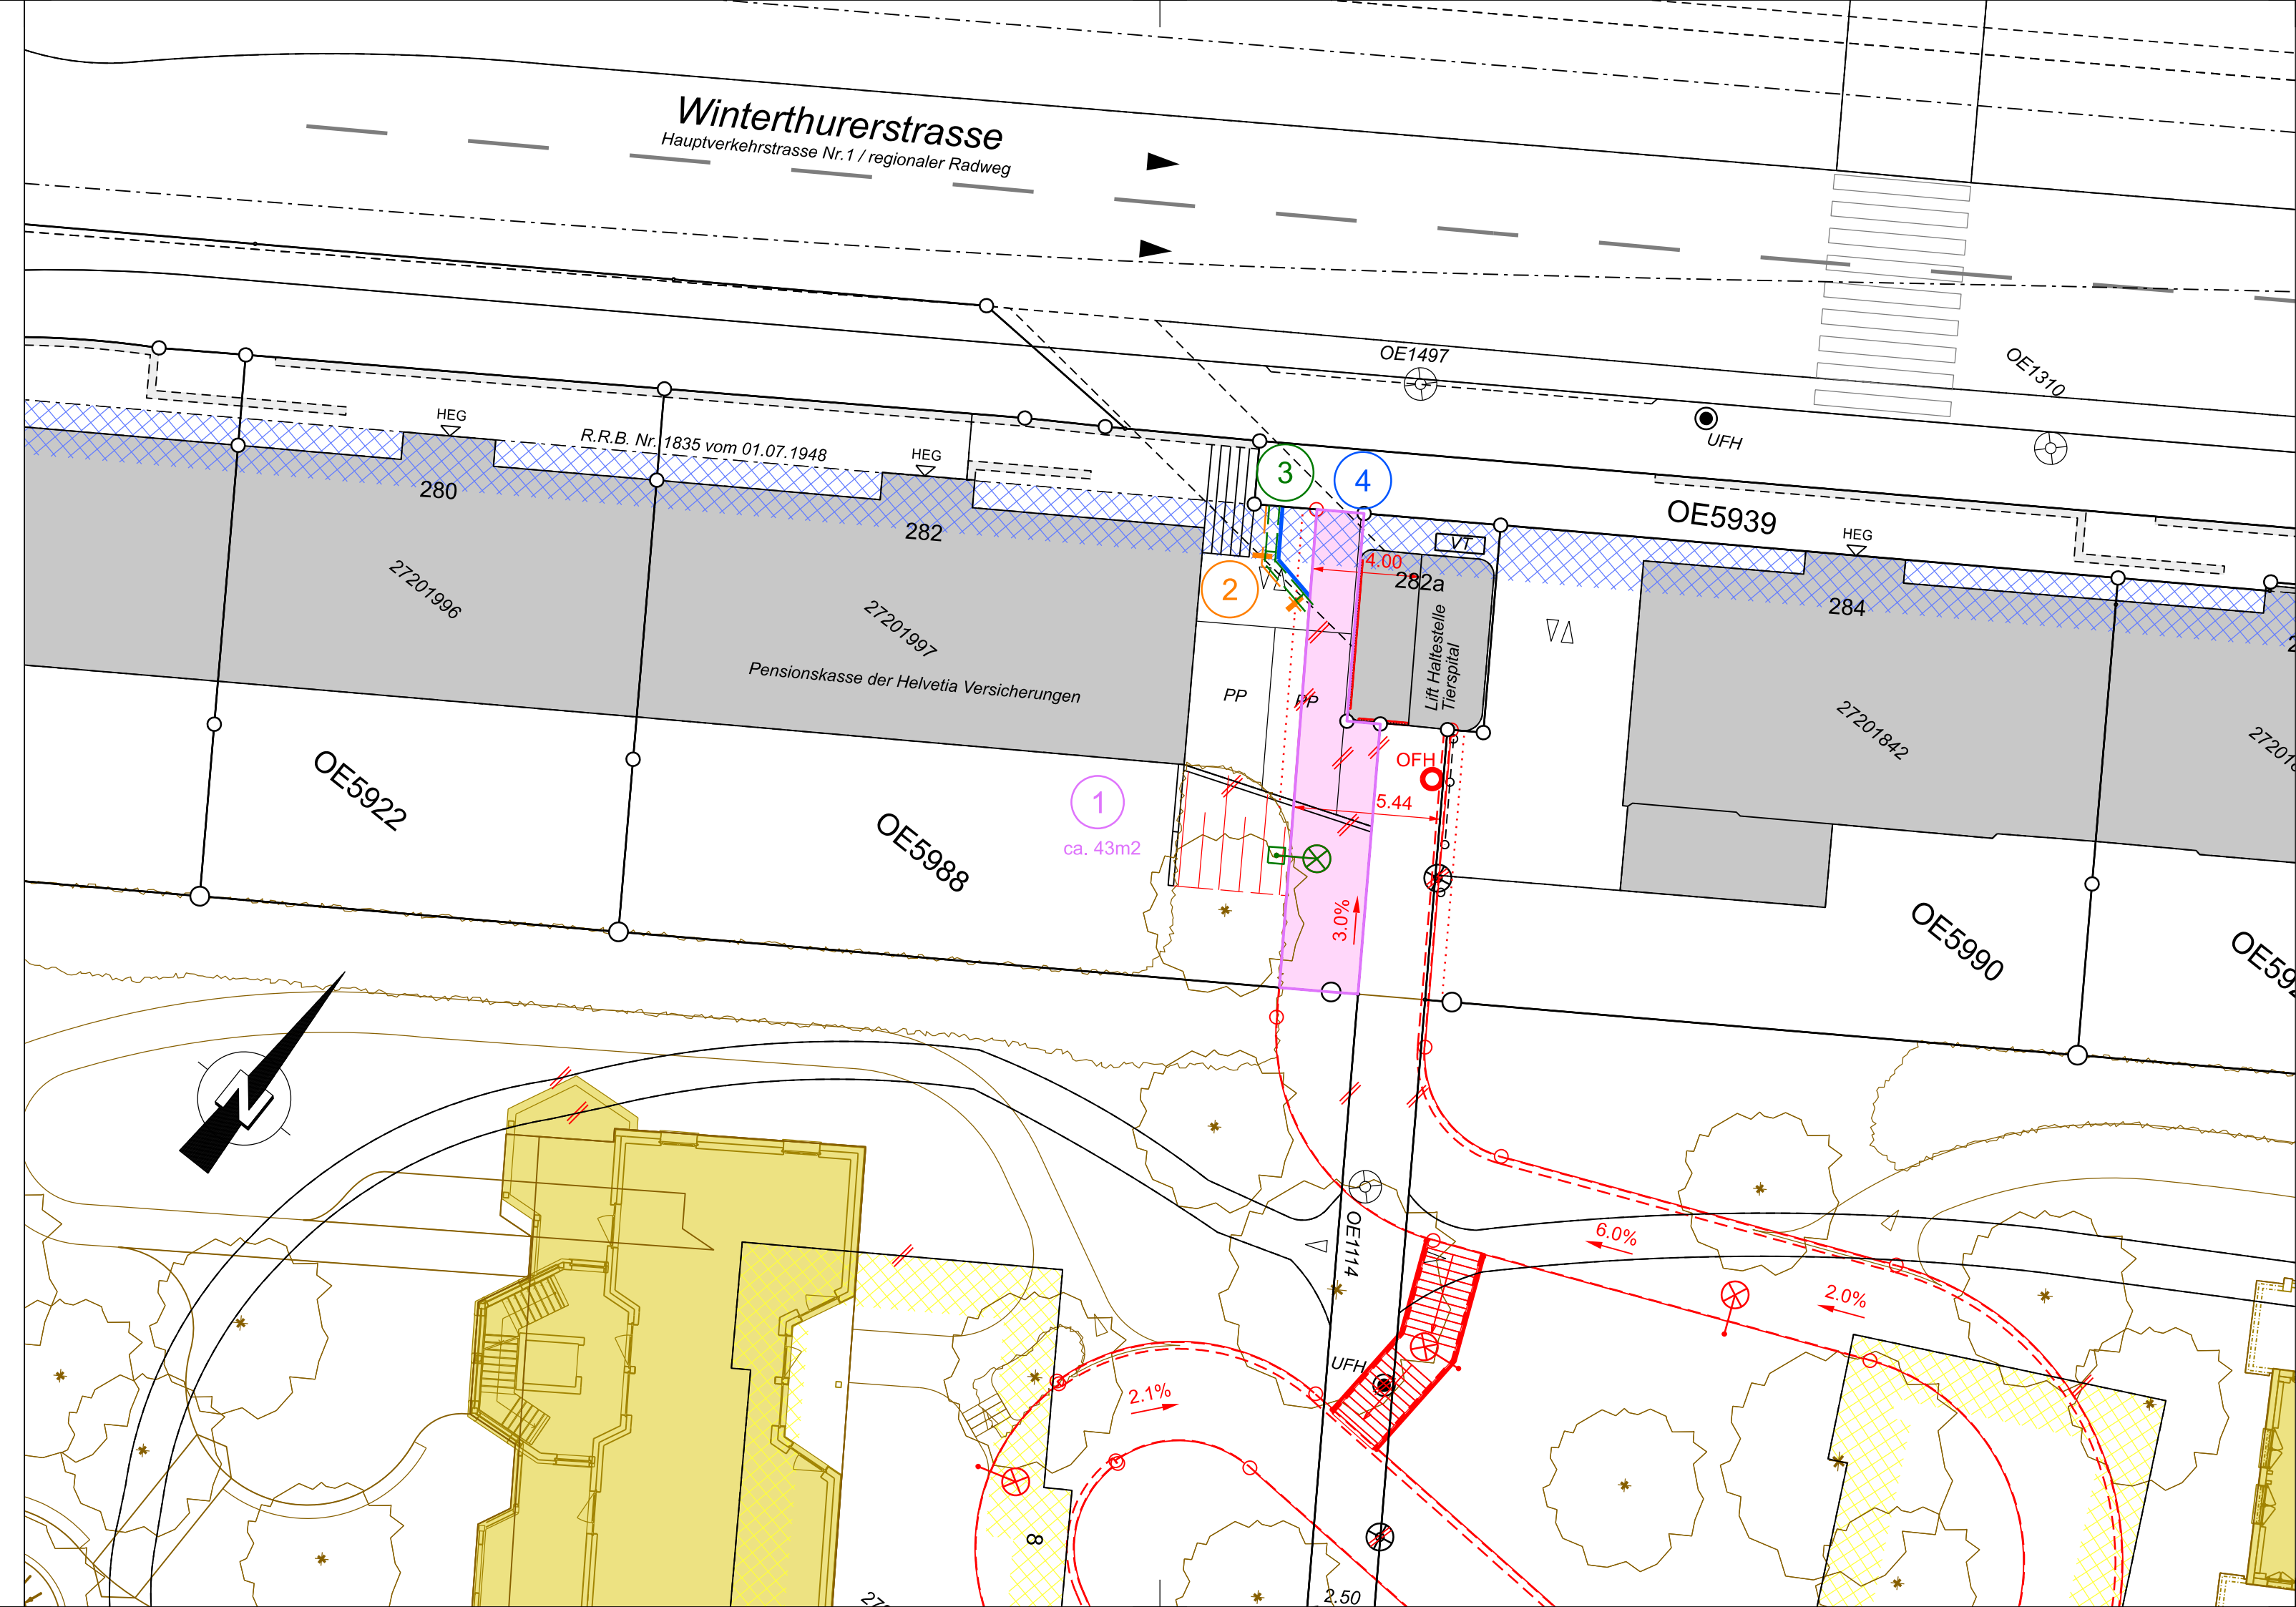 Winterthurerstrasse
Hauptverkehrstrasse Nr.1 / regionaler Radweg
OE1497
OE1310
UFH
HEG
R.R.B. Nr. 1835 vom 01.07.1948
HEG
280
282
3
4
OE5939
HEG
VT
2
4.00
282a
284
27201996
27201997
Lift Haltestelle
Tierspital
Pensionskasse der Helvetia Versicherungen
PP
PP
27201842
OE5922
OFH
1
5.44
ca. 43m2
OE5988
3.0%
OE5990
N
OE1114
6.0%
2.0%
UFH
2.1%
8
2.50